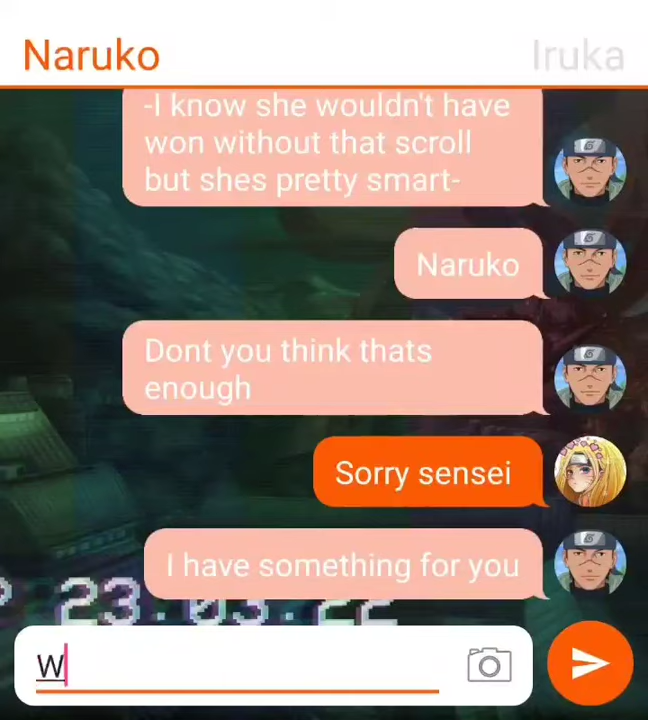 Naruko
Iruka
-I know she wouldn't have
won without that scroll
but shes pretty smart-
Naruko
Dont you think thats
enough
Sorry sensei
I have something for you
23:03:22
W